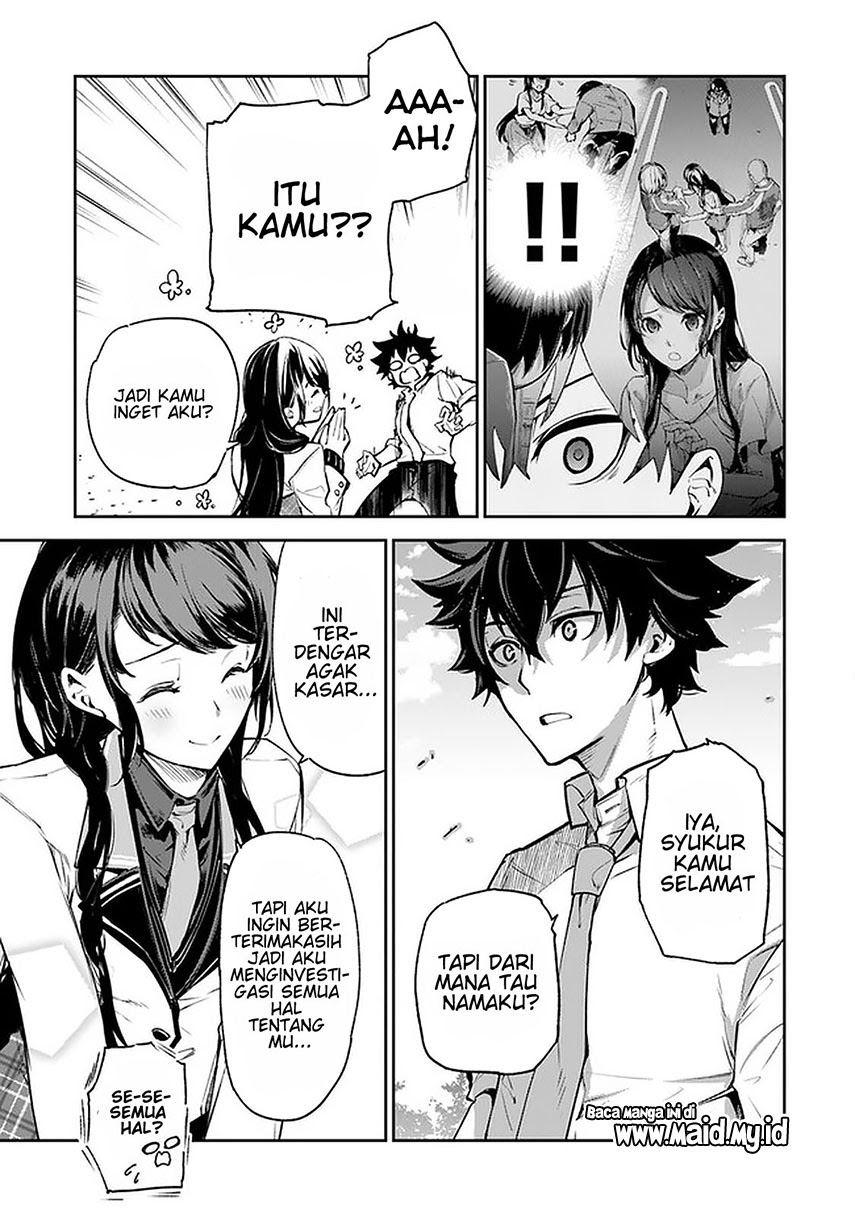 !!
AAA-
AH!
ITU
KAMU??
JADI KAMU
INGET AKU?
IYA,
SYUKUR
KAMU
SELAMAT
TAPI DARI
MANA TAU
NAMAKU?
INI
TER-
DENGAR
AGAK
KASAR...
TAPI AKU
INGIN BER-
TERIMAKASIH
JADI AKU
MENGINVESTI-
GASI SEMUA
HAL
TENTANG
MU...
SE-SE-
SEMUA
HAL?
Baca Manga ini di
www.Maid.My.id